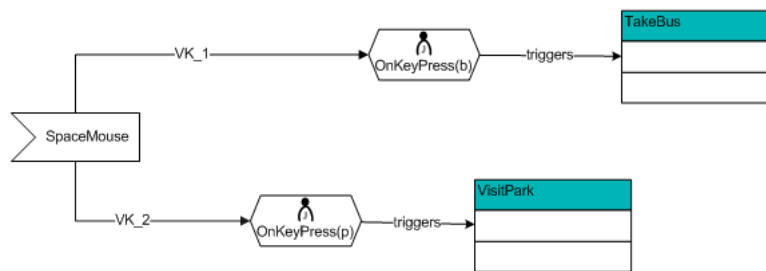 TakeBus
VK_1
J
OnKeyPress(b)
triggers
SpaceMouse
VisitPark
VK_2
J
OnKeyPress(p)
triggers